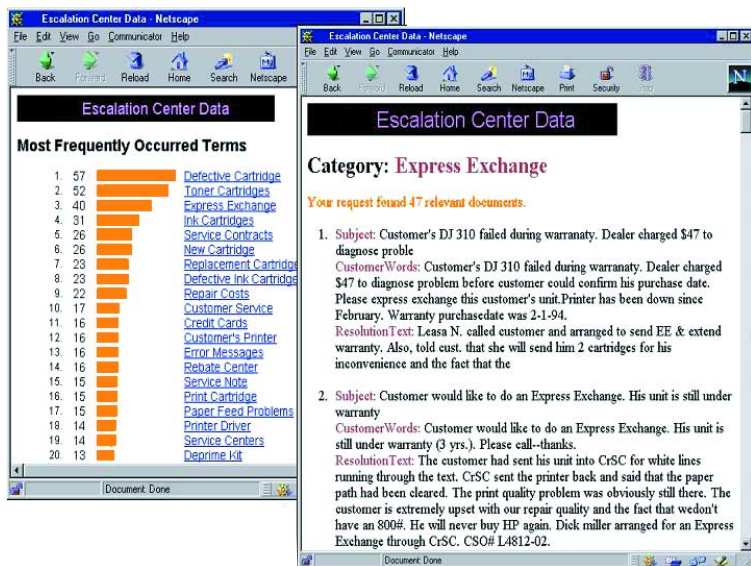 Escalation Center Data - Netscape
File Edit View Go Communicator Help
Back Forward Reload Home Search Netscape
Escalation Center Data
Most Frequently Occurred Terms
1. 57 Defective Cartridge
2. 52 Toner Cartridges
3. 40 Express Exchange
4. 31 Ink Cartridges
5. 26 Service Contracts
6. 26 New Cartridge
7. 23 Replacement Cartridge
8. 23 Defective Ink Cartridge
9. 22 Repair Costs
10. 17 Customer Service
11. 16 Credit Cards
12. 16 Customer's Printer
13. 16 Error Messages
14. 16 Rebate Center
15. 15 Service Note
16. 15 Print Cartridge
17. 15 Paper Feed Problems
18. 14 Printer Driver
19. 14 Service Centers
20. 13 Deprime Kit
Document: Done
Escalation Center Data - Netscape
File Edit View Go Communicator Help
Back Forward Reload Home Search Netscape Print Security Stop
N
Escalation Center Data
Category: Express Exchange
Your request found 47 relevant documents.
1. Subject: Customer's DJ 310 failed during warranaty. Dealer charged $47 to
diagnose proble
CustomerWords: Customer's DJ 310 failed during warranaty. Dealer charged
$47 to diagnose problem before customer could confirm his purchase date.
Please express exchange this customer's unit.Printer has been down since
February. Warranty purchasedate was 2-1-94.
ResolutionText: Leasa N. called customer and arranged to send EE & extend
warranty. Also, told cust. that she will send him 2 cartridges for his
inconvenience and the fact that the
2. Subject: Customer would like to do an Express Exchange. His unit is still under
warranty
CustomerWords: Customer would like to do an Express Exchange. His unit is
still under warranty (3 yrs.). Please call--thanks.
ResolutionText: The customer had sent his unit into CrSC for white lines
running through the text. CrSC sent the printer back and said that the paper
path had been cleared. The print quality problem was obviously still there. The
customer is extremely upset with our repair quality and the fact that wedon't
have an 800#. He will never buy HP again. Dick miller arranged for an Express
Exchange through CrSC. CSO# L4812-02.
Document: Done